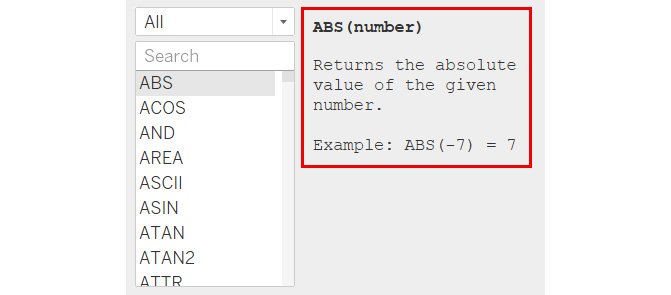 All
Search
ABS
ACOS
AND
AREA
ASCII
ASIN
ATAN
ATAN2
ATTR
ABS(number)
Returns the absolute
value of the given
number.
Example: ABS(-7) = 7